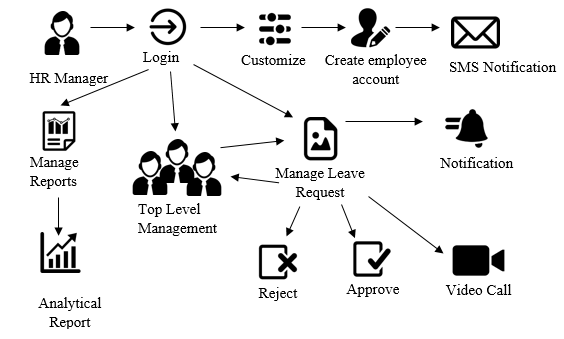 HR Manager
Login
Customize
Create employee
account
SMS Notification
Manage
Reports
Top Level
Management
Manage Leave
Request
Notification
Analytical
Report
Reject
Approve
Video Call